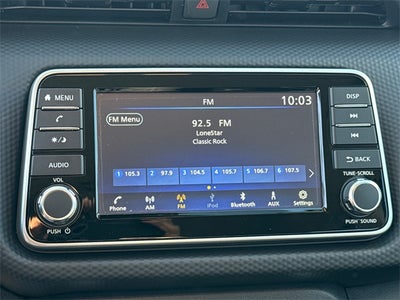 FM
10:03
MENU
FM Menu
DISP
92.5 FM
LoneStar
Classic Rock
AUDIO
BACK
VOL
TUNE·SCROLL
1 105.3 2 97.9 3 104.5 4 105.7 5 106.7 6 107.5
Phone AM FM iPod Bluetooth AUX Settings
PUSH
PUSH SOUND